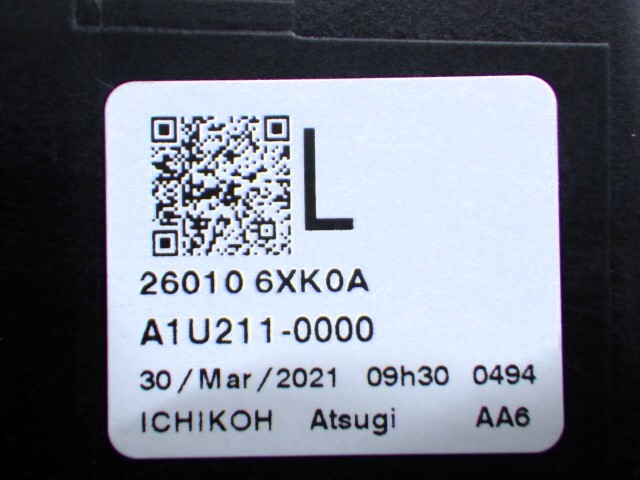 L
26010 6XK0A
A1U211-0000
30/Mar/2021 09h30 0494
ICHIKOH Atsugi AA6